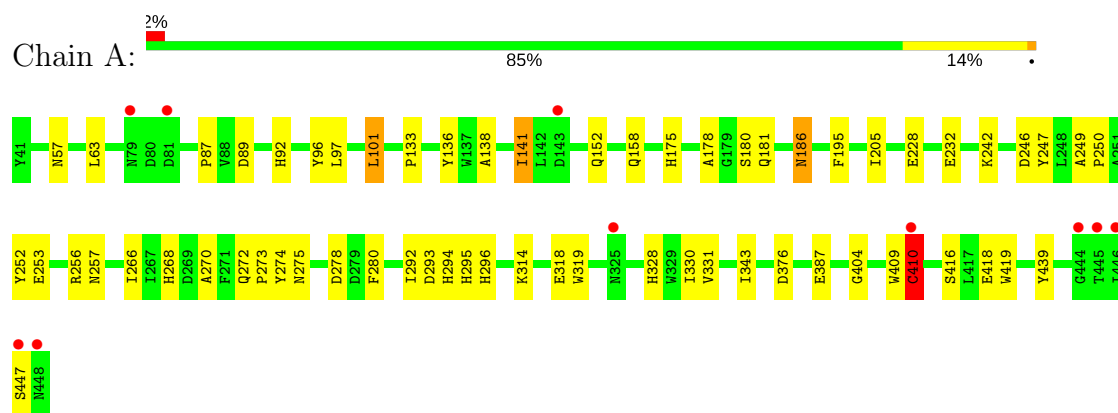 2%
Chain A:
85% 14% •
Y41 N57 L63 N79 D80 D81 P87 V88 D89 H92 Y96 L97 L101 P133 Y136 W137 A138 I141 L142 D143 Q152 Q158 H175 A178 G179 S180 Q181 N186 F195 I205 E228 E232 K242 D246 Y247 L248 A249 P250 A251
Y252 E253 R256 N257 I266 I267 H268 D269 A270 F271 Q272 P273 Y274 N275 D278 D279 F280 I292 D293 H294 H295 H296 K314 E318 W319 N325 H328 W329 I330 V331 I343 D376 E387 G404 W409 C410 S416 L417 E418 W419 Y439 G444 T445 I446
S447 N448